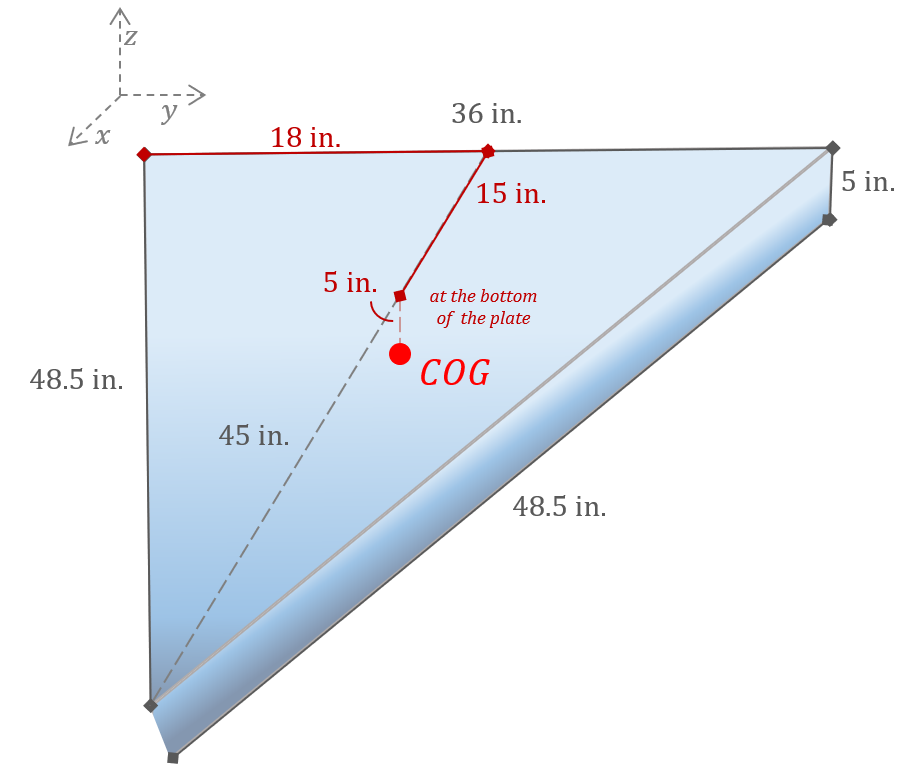 z
y
x
36 in.
18 in.
5 in.
15 in.
5 in.
at the bottom
of the plate
COG
48.5 in.
45 in.
48.5 in.